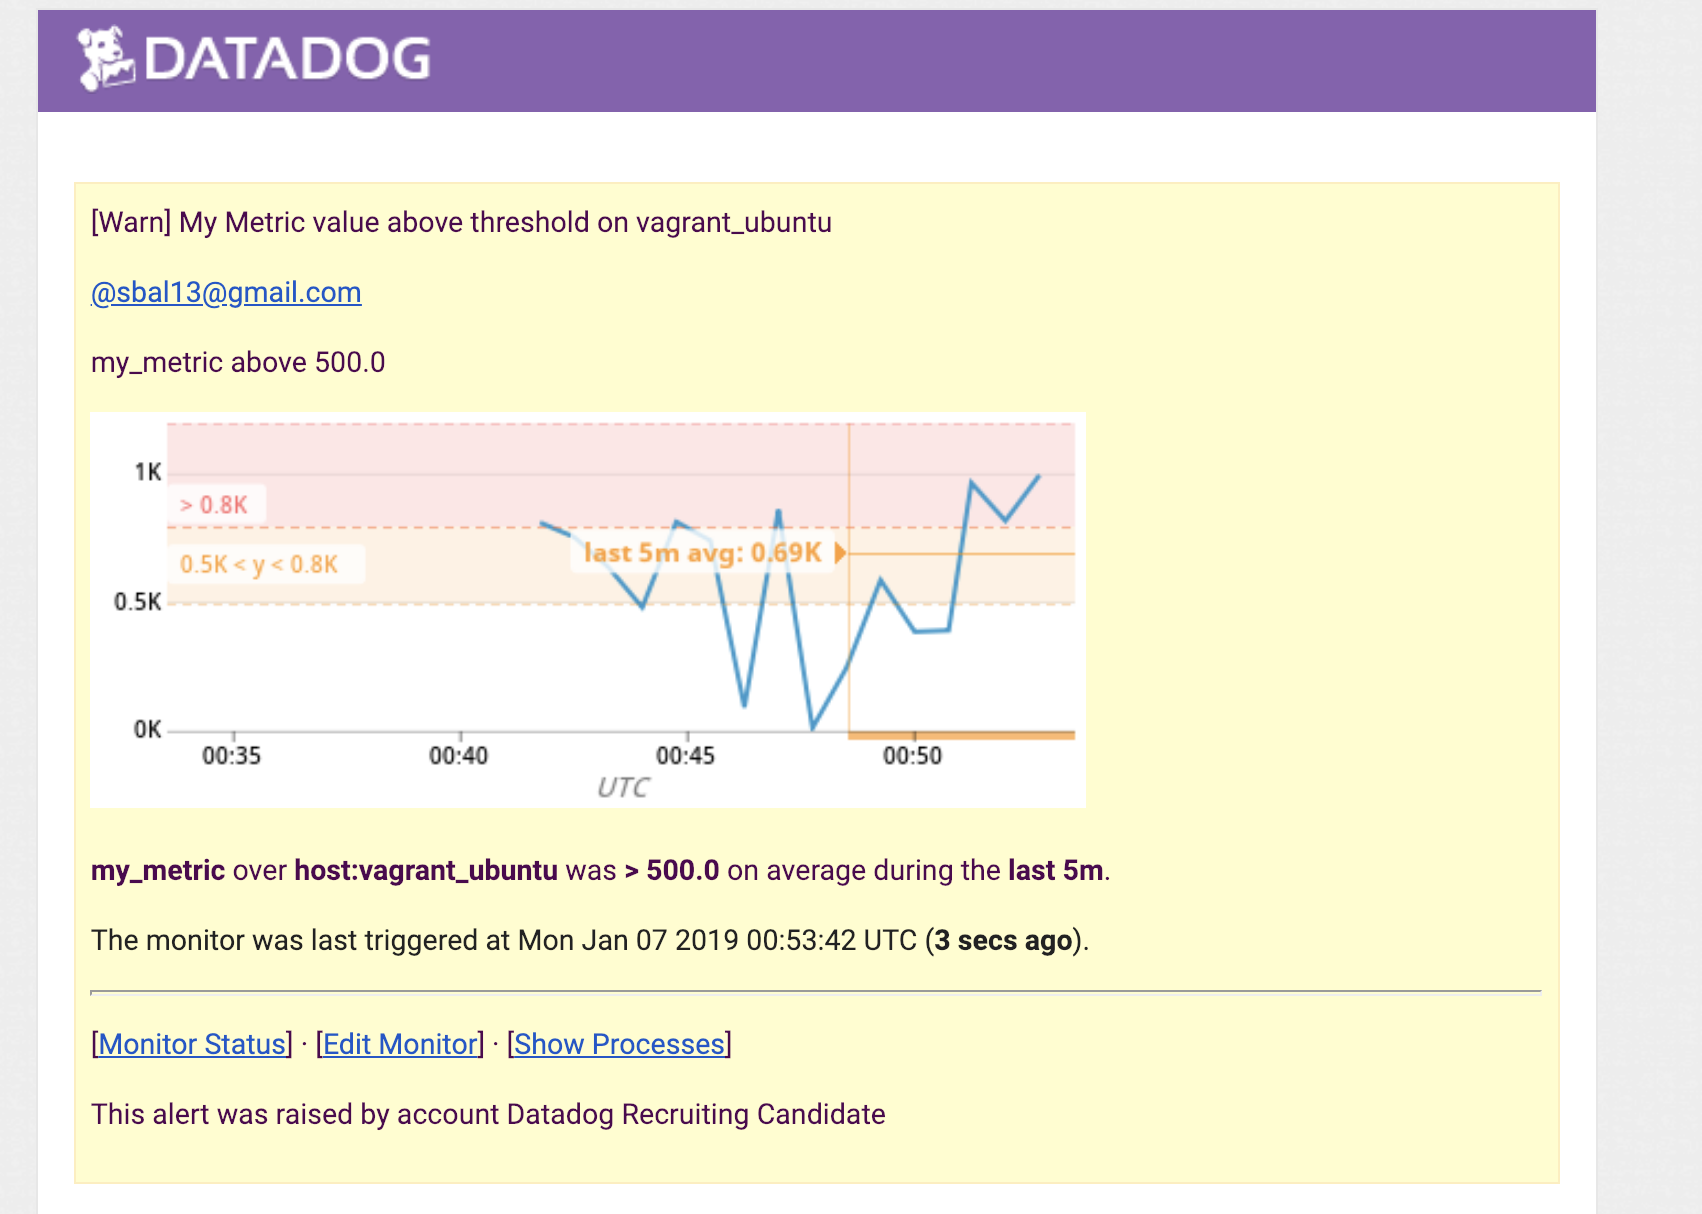 DATADOG
[Warn] My Metric value above threshold on vagrant_ubuntu
@sbal13@gmail.com
my_metric above 500.0
1K
> 0.8K
last 5m avg: 0.69K
0.5K < y < 0.8K
0.5K
0K
00:35 00:40 00:45 00:50
UTC
my_metric over host:vagrant_ubuntu was > 500.0 on average during the last 5m.
The monitor was last triggered at Mon Jan 07 2019 00:53:42 UTC (3 secs ago).
[Monitor Status] · [Edit Monitor] · [Show Processes]
This alert was raised by account Datadog Recruiting Candidate